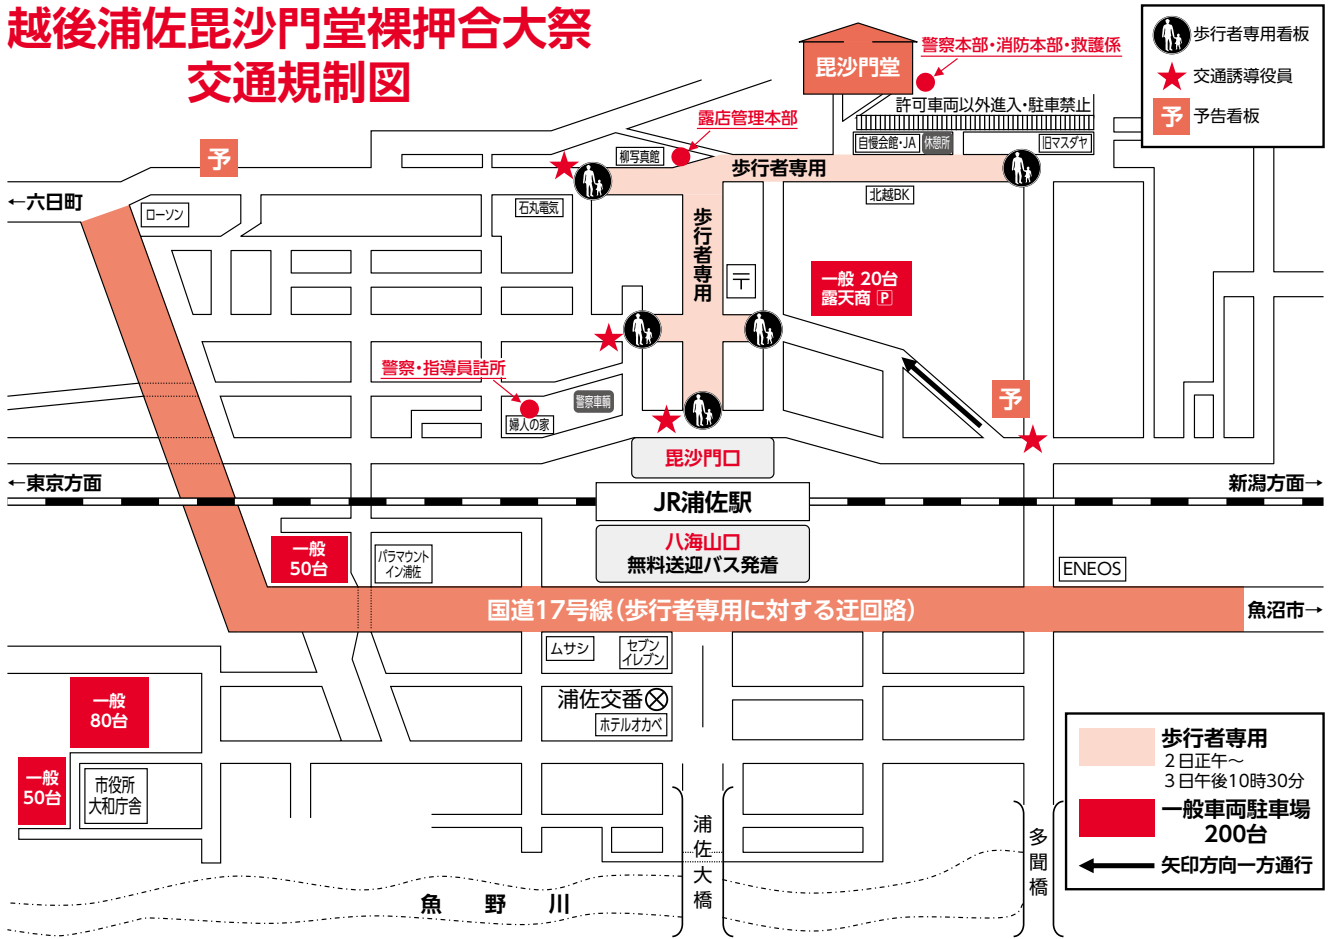 越後浦佐毘沙門堂裸押合大祭
交通規制図
歩行者専用看板
交通誘導役員
予
予告看板
毘沙門堂
警察本部・消防本部・救護係
許可車両以外進入・駐車禁止
露店管理本部
自慢会館・JA
休憩所
旧マスダヤ
柳写真館
歩行者専用
予
←六日町
ローソン
石丸電気
北越BK
歩行者専用
〒
一般 20台
露天商 P
警察・指導員詰所
警察車輌
婦人の家
予
毘沙門口
←東京方面
JR浦佐駅
新潟方面→
八海山口
無料送迎バス発着
一般
50台
パラマウント
イン浦佐
ENEOS
国道17号線(歩行者専用に対する迂回路)
魚沼市→
ムサシ
セブン
イレブン
浦佐交番
ホテルオカベ
一般
80台
一般
50台
市役所
大和庁舎
浦佐大橋
多聞橋
魚野川
歩行者専用
2日正午～
3日午後10時30分
一般車両駐車場
200台
矢印方向一方通行